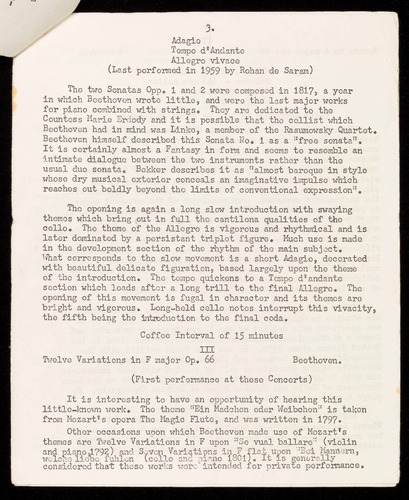 3.
Adagio
Tempo d'Andante
Allegro vivace
(Last performed in 1959 by Rohan de Saram)
The two Sonatas Opp. 1 and 2 were composed in 1817, a year
in which Beethoven wrote little, and were the last major works
for piano combined with strings. They are dedicated to the
Countess Marie Erdody and it is possible that the cellist which
Beethoven had in mind was Linke, a member of the Rasumowsky Quartet.
Beethoven himself described this Sonata No. 1 as a "free sonata".
It is certainly almost a Fantasy in form and seems to resemble an
intimate dialogue between the two instruments rather than the
usual duo sonata. Bekker describes it as "almost baroque in style
whose dry musical exterior conceals an imaginative impulse which
reaches out boldly beyond the limits of conventional expression".
The opening is again a long slow introduction with swaying
themes which bring out in full the cantilena qualities of the
cello. The theme of the Allegro is vigorous and rhythmical and is
later dominated by a persistant triplet figure. Much use is made
in the development section of the rhythm of the main subject.
What corresponds to the slow movement is a short Adagio, decorated
with beautiful delicate figuration, based largely upon the theme
of the introduction. The tempo quickens to a Tempo d'andante
section which leads after a long trill to the final Allegro. The
opening of this movement is fugal in character and its themes are
bright and vigorous. Long-held cello notes interrupt this vivacity,
the fifth being the introduction to the final coda.
Coffee Interval of 15 minutes
III
Twelve Variations in F major Op. 66 Beethoven.
(First performance at these Concerts)
It is interesting to have an opportunity of hearing this
little-known work. The theme "Ein Madchen oder Weibchen" is taken
from Mozart's opera The Magic Flute, and was written in 1797.
Other occasions upon which Beethoven made use of Mozart's
themes are Twelve Variations in F upon "Se vual ballare" (violin
and piano 1792) and Seven Variations in E flat upon "Bei Mannern,
welche liebe fuhlen (cello and piano 1801). It is generally
considered that these works were intended for private performance.